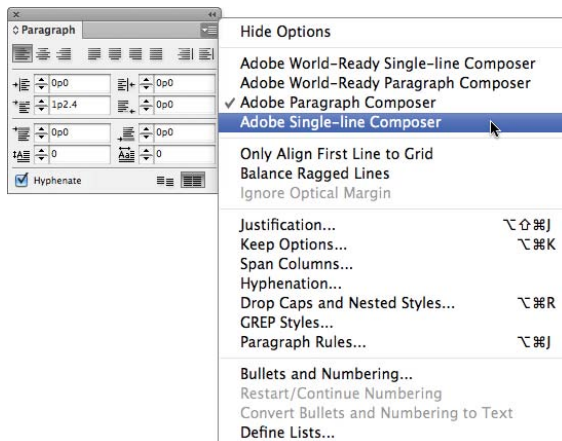 Paragraph
0p0
0p0
1p2.4
0p0
0p0
0p0
0
0
Hyphenate
Hide Options
Adobe World-Ready Single-line Composer
Adobe World-Ready Paragraph Composer
✓ Adobe Paragraph Composer
Adobe Single-line Composer
Only Align First Line to Grid
Balance Ragged Lines
Ignore Optical Margin
Justification... ⌥⇧⌘J
Keep Options... ⌥⌘K
Span Columns...
Hyphenation...
Drop Caps and Nested Styles... ⌥⌘R
GREP Styles...
Paragraph Rules... ⌥⌘J
Bullets and Numbering...
Restart/Continue Numbering
Convert Bullets and Numbering to Text
Define Lists...